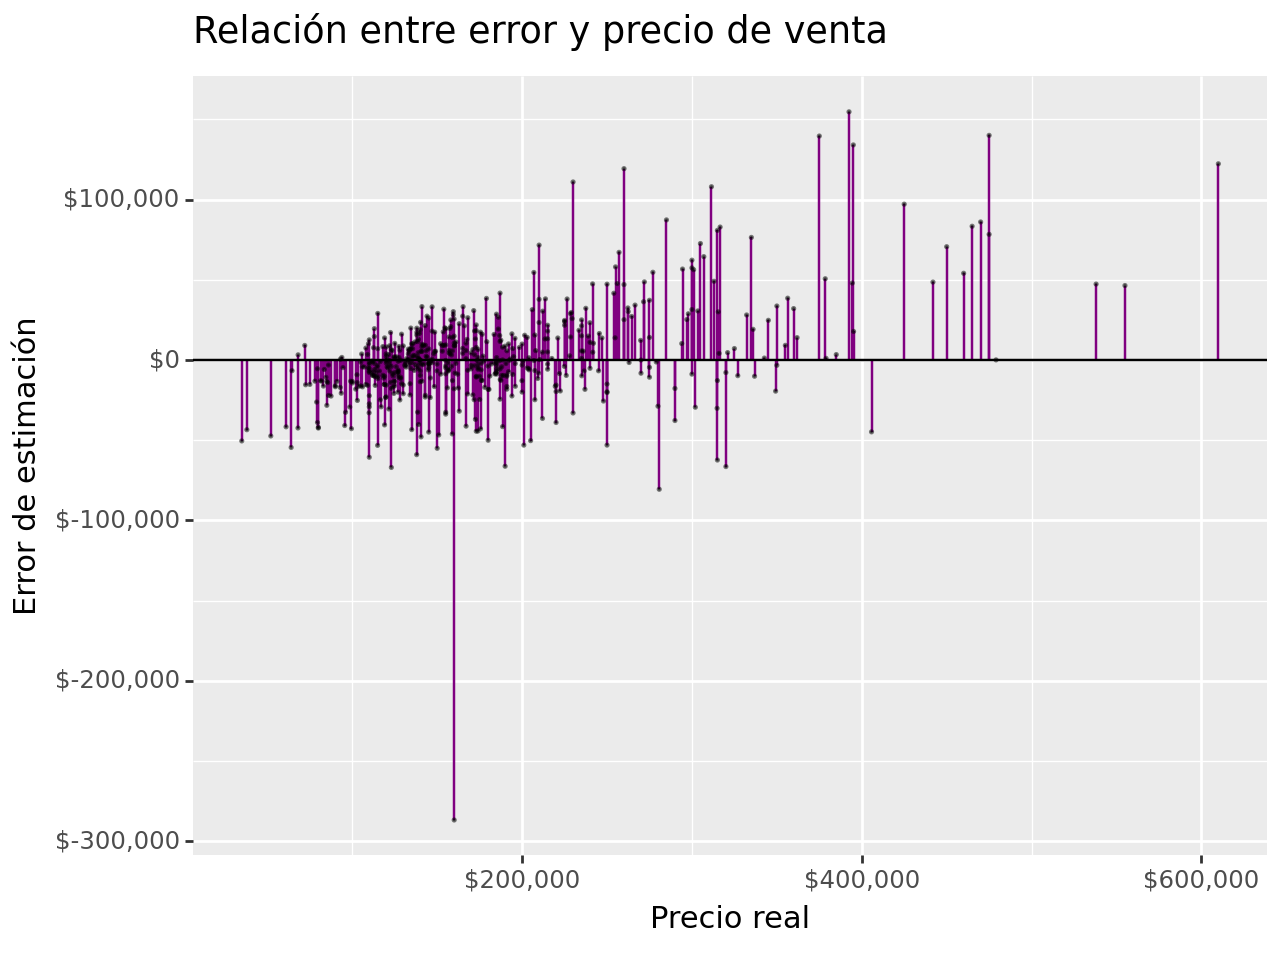 Relación entre error y precio de venta
Error de estimación
$100,000
$0
$-100,000
$-200,000
$-300,000
$200,000
$400,000
$600,000
Precio real